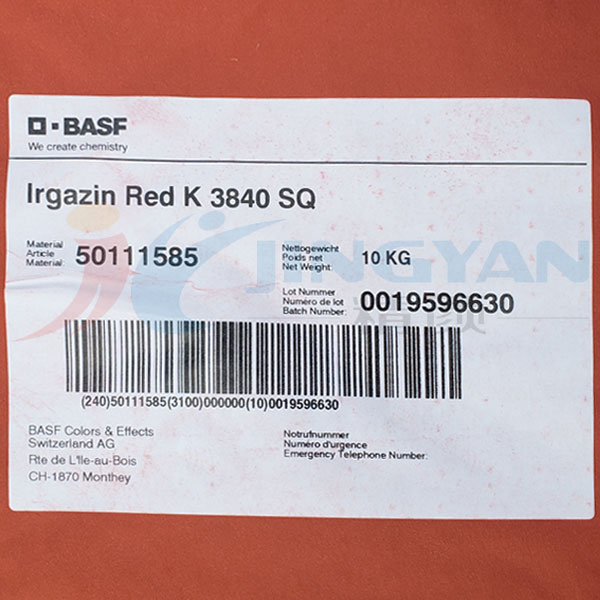 BASF
We create chemistry
Irgazin Red K 3840 SQ
Material
Article
Material:
50111585
Nettogewicht
Poids net
Net Weight:
10 KG
Lot Nummer
Numéro de lot
Batch Number:
0019596630
JINGYAN
精颜
(240)50111585(3100)000000(10)0019596630
BASF Colors & Effects
Switzerland AG
Rte de L'Ile-au-Bois
CH-1870 Monthey
Notrufnummer
Numéro d'urgence
Emergency Telephone Number: